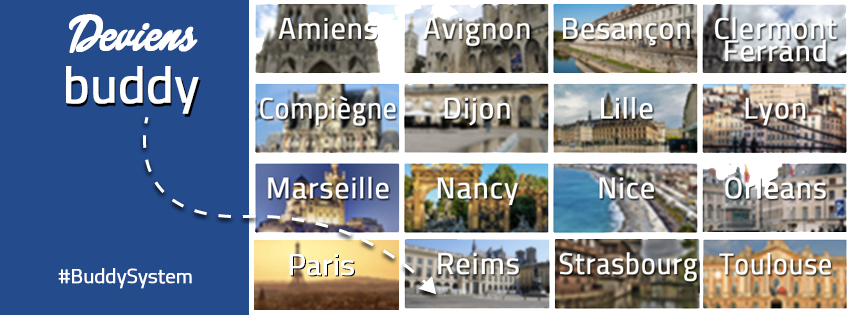 Deviens
buddy
#BuddySystem
Amiens
Avignon
Besançon
Clermont
Ferrand
Compiègne
Dijon
Lille
Lyon
Marseille
Nancy
Nice
Orléans
Paris
Reims
Strasbourg
Toulouse